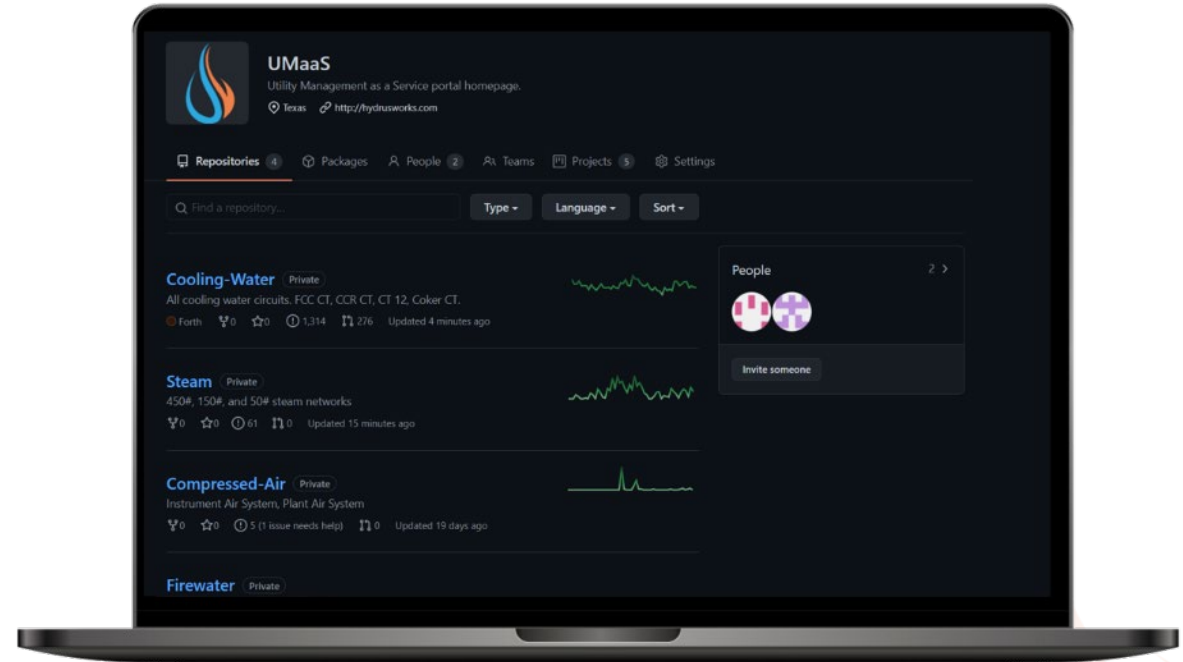 UMaaS
Utility Management as a Service portal homepage.
Texas http://hydrusworks.com
Repositories 4 Packages People 2 Teams Projects 5 Settings
Find a repository... Type Language Sort
Cooling-Water Private
All cooling water circuits. FCC CT, CCR CT, CT 12, Coker CT.
Forth 0 0 1,314 276 Updated 4 minutes ago
Steam Private
450#, 150#, and 50# steam networks
0 0 61 0 Updated 15 minutes ago
Compressed-Air Private
Instrument Air System, Plant Air System
0 0 5 (1 issue needs help) 0 Updated 19 days ago
Firewater Private
People 2
Invite someone